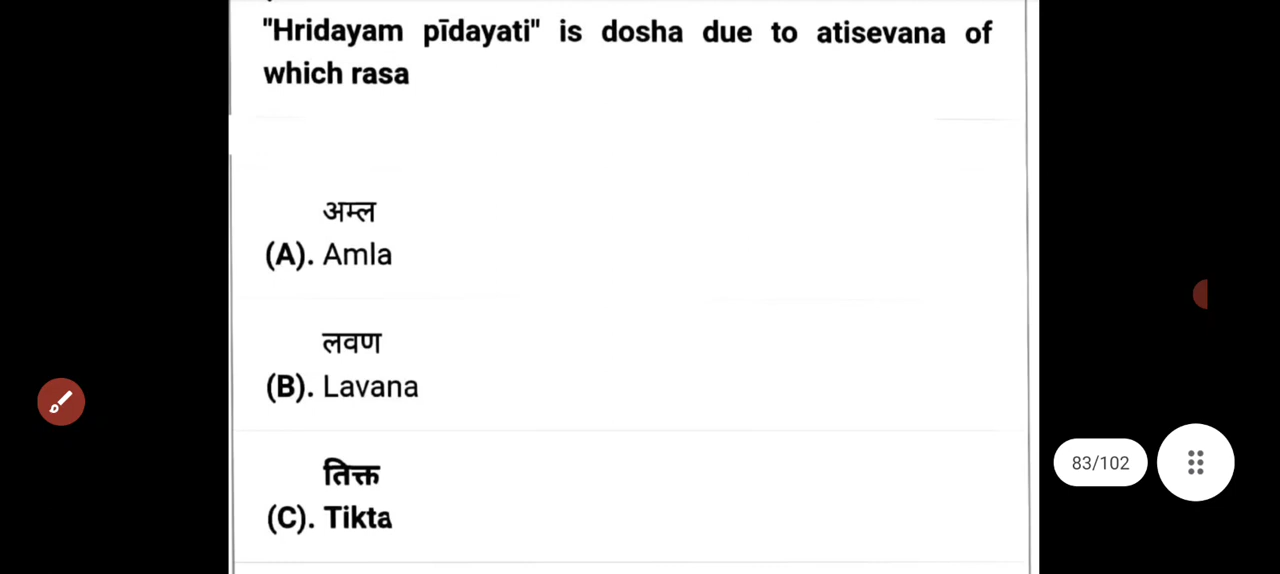 "Hridayam pīdayati" is dosha due to atisevana of
which rasa
अम्ल
(A). Amla
लवण
(B). Lavana
तिक्त
(C). Tikta
83/102